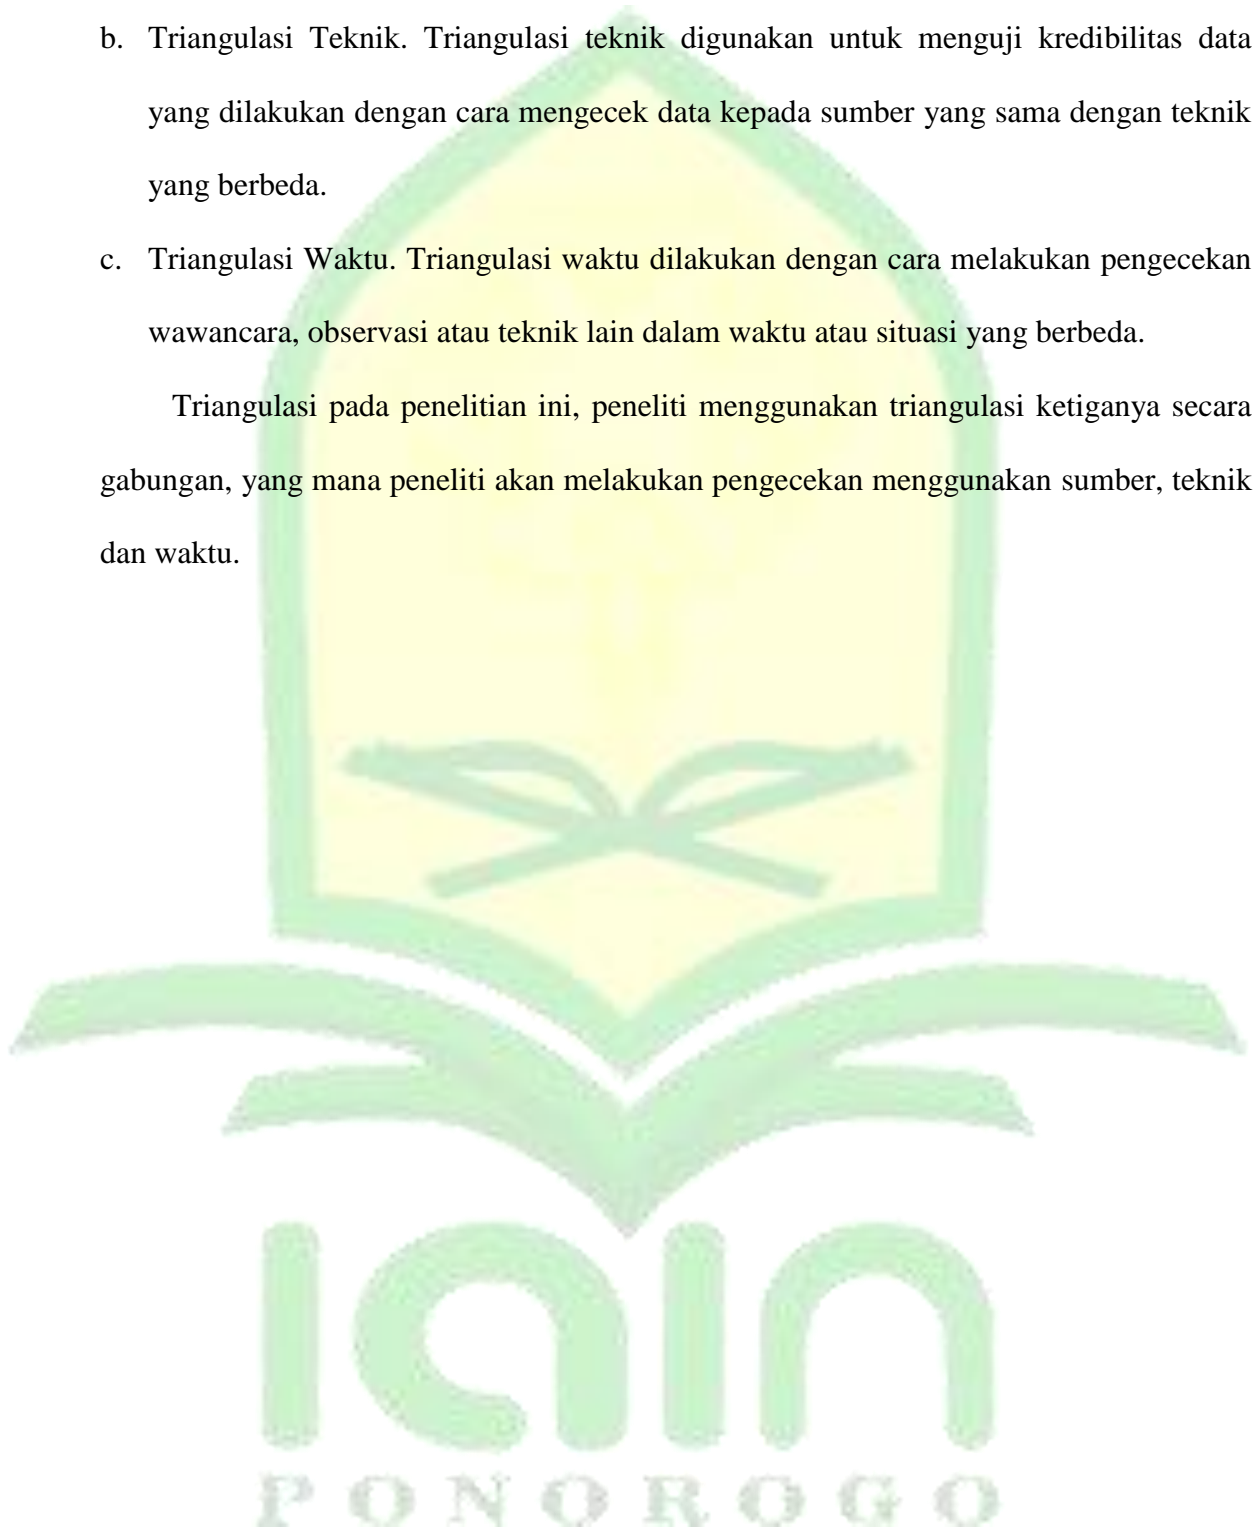 b. Triangulasi Teknik. Triangulasi teknik digunakan untuk menguji kredibilitas data
yang dilakukan dengan cara mengecek data kepada sumber yang sama dengan teknik
yang berbeda.
c. Triangulasi Waktu. Triangulasi waktu dilakukan dengan cara melakukan pengecekan
wawancara, observasi atau teknik lain dalam waktu atau situasi yang berbeda.
Triangulasi pada penelitian ini, peneliti menggunakan triangulasi ketiganya secara
gabungan, yang mana peneliti akan melakukan pengecekan menggunakan sumber, teknik
dan waktu.
iain
PONOROGO